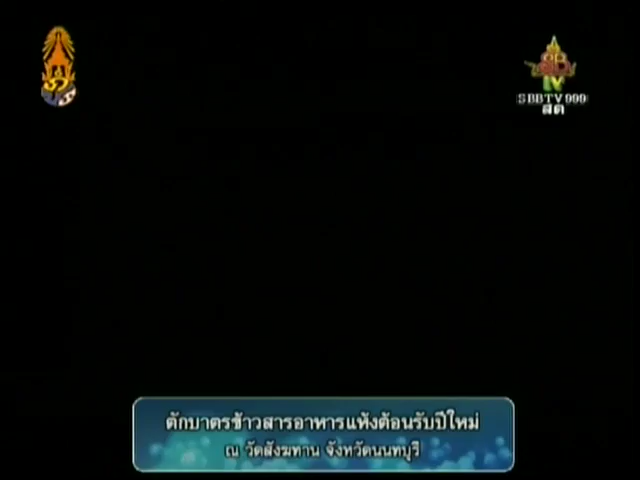 SBBTV 999
สด
ตักบาตรข้าวสารอาหารแห้งต้อนรับปีใหม่
ณ วัดสังฆทาน จังหวัดนนทบุรี